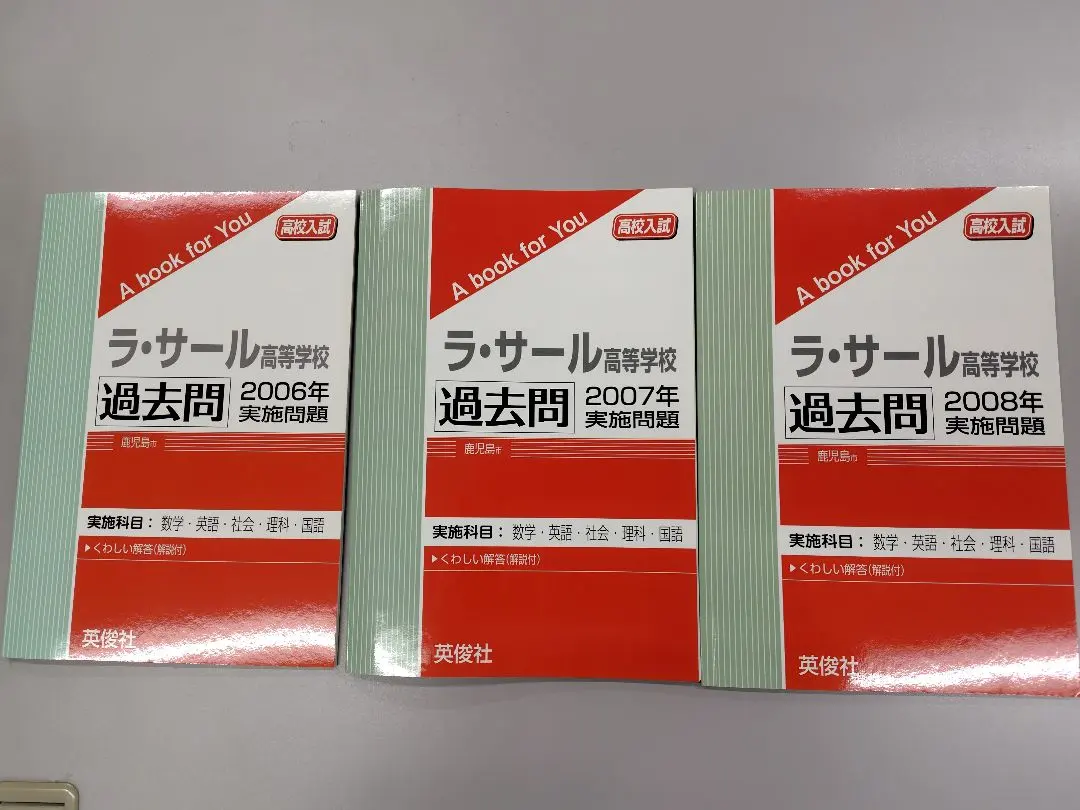 A book for You
高校入試
ラ・サール高等学校
過去問
2006年
実施問題
鹿児島市
実施科目：数学・英語・社会・理科・国語
▶くわしい解答(解説付)
英俊社
A book for You
高校入試
ラ・サール高等学校
過去問
2007年
実施問題
鹿児島市
実施科目：数学・英語・社会・理科・国語
▶くわしい解答(解説付)
英俊社
A book for You
高校入試
ラ・サール高等学校
過去問
2008年
実施問題
鹿児島市
実施科目：数学・英語・社会・理科・国語
▶くわしい解答(解説付)
英俊社